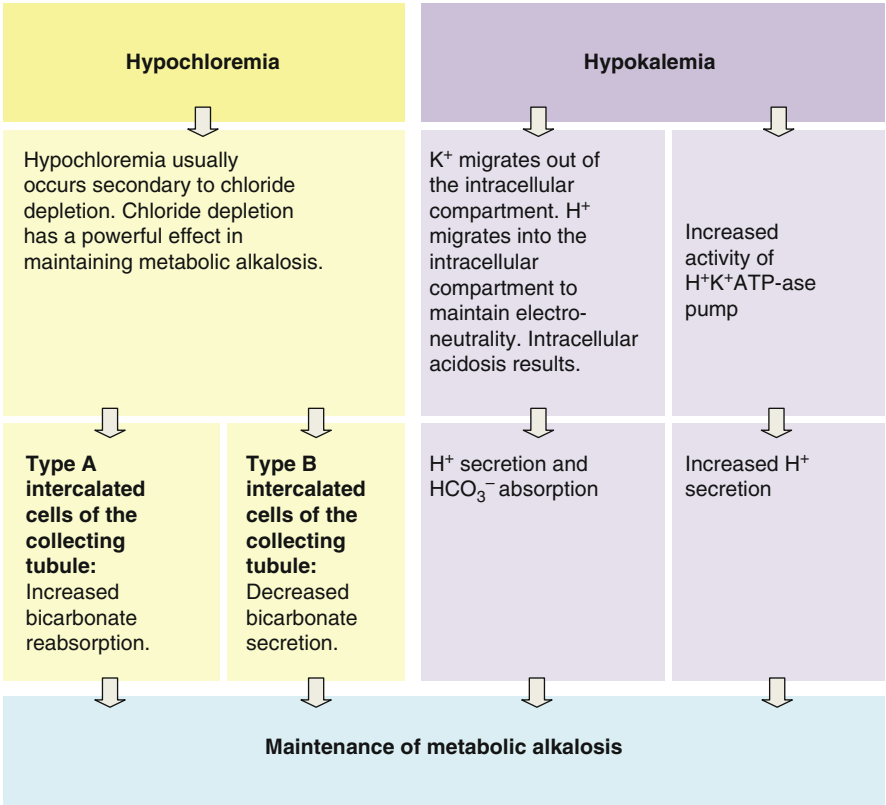 Hypochloremia
Hypokalemia
Hypochloremia usually
occurs secondary to chloride
depletion. Chloride depletion
has a powerful effect in
maintaining metabolic alkalosis.
K⁺ migrates out of
the intracellular
compartment. H⁺
migrates into the
intracellular
compartment to
maintain electro-
neutrality. Intracellular
acidosis results.
Increased
activity of
H⁺K⁺ATP-ase
pump
Type A
intercalated
cells of the
collecting
tubule:
Increased
bicarbonate
reabsorption.
Type B
intercalated
cells of the
collecting
tubule:
Decreased
bicarbonate
secretion.
H⁺ secretion and
HCO₃⁻ absorption
Increased H⁺
secretion
Maintenance of metabolic alkalosis